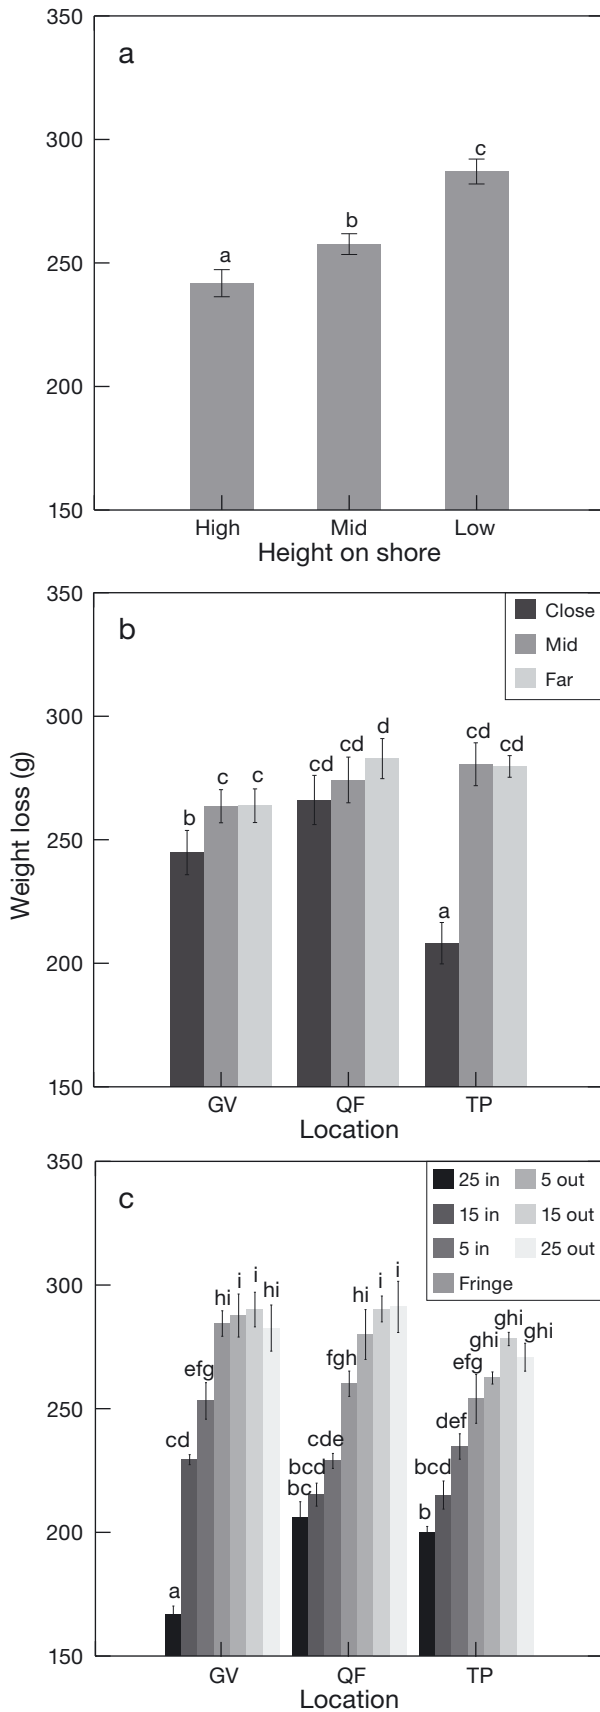 350
a
300
c
b
a
250
200
150
High Mid Low
Height on shore
350
b
Close
Mid
Far
300
d
cd cd cd cd
c c
b
250
a
200
150
GV QF TP
Location
Weight loss (g)
350
c
25 in 5 out
15 in 15 out
5 in 25 out
Fringe
300
i i hi i i
hi hi
ghi ghi
ghi
efg fgh efg
250
cd cde def
bcd bcd
bc
b
200
a
150
GV QF TP
Location